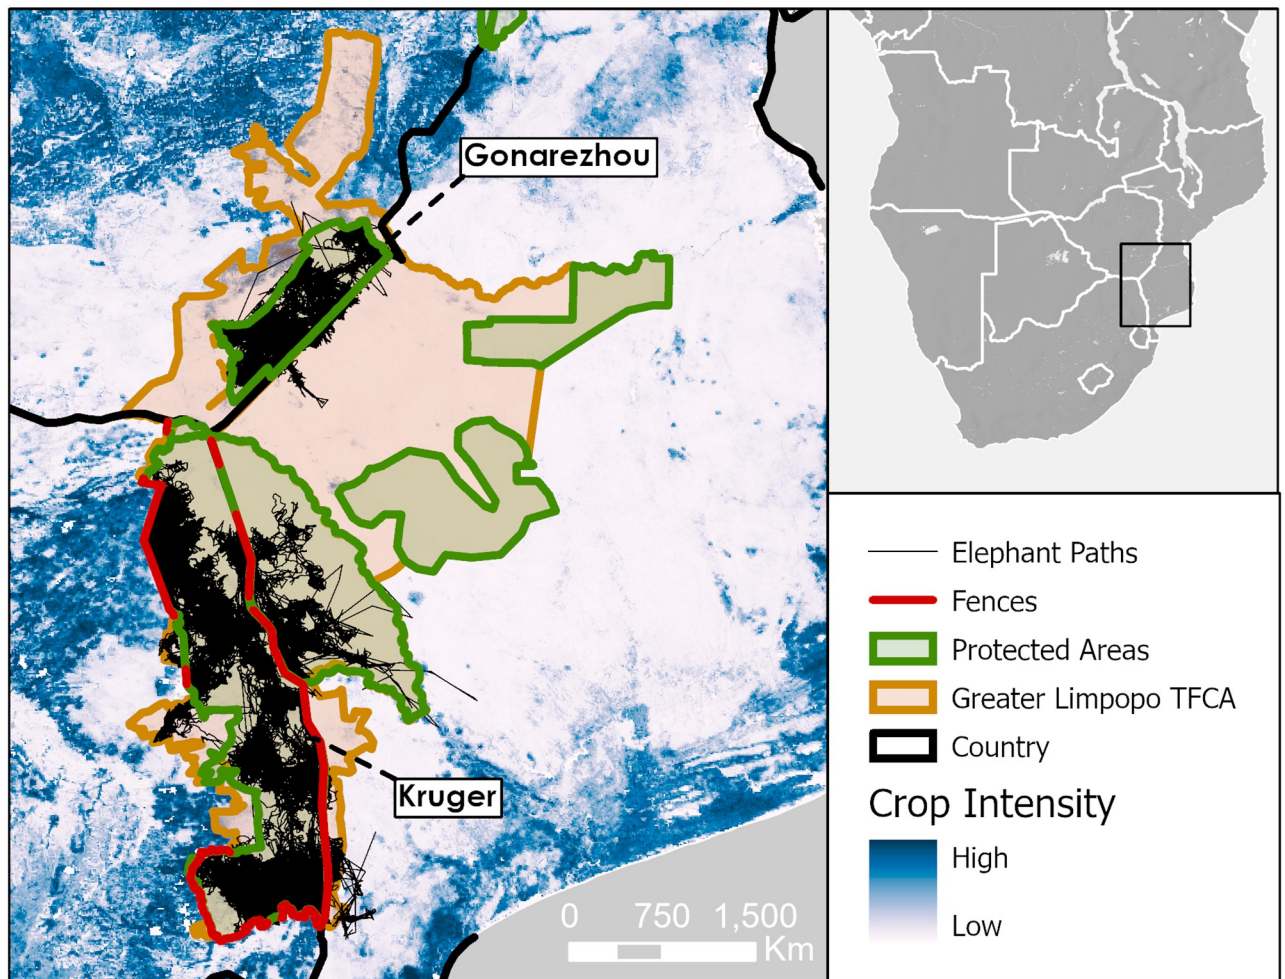 Gonarezhou
Kruger
0 750 1,500
Km
Elephant Paths
Fences
Protected Areas
Greater Limpopo TFCA
Country
Crop Intensity
High
Low